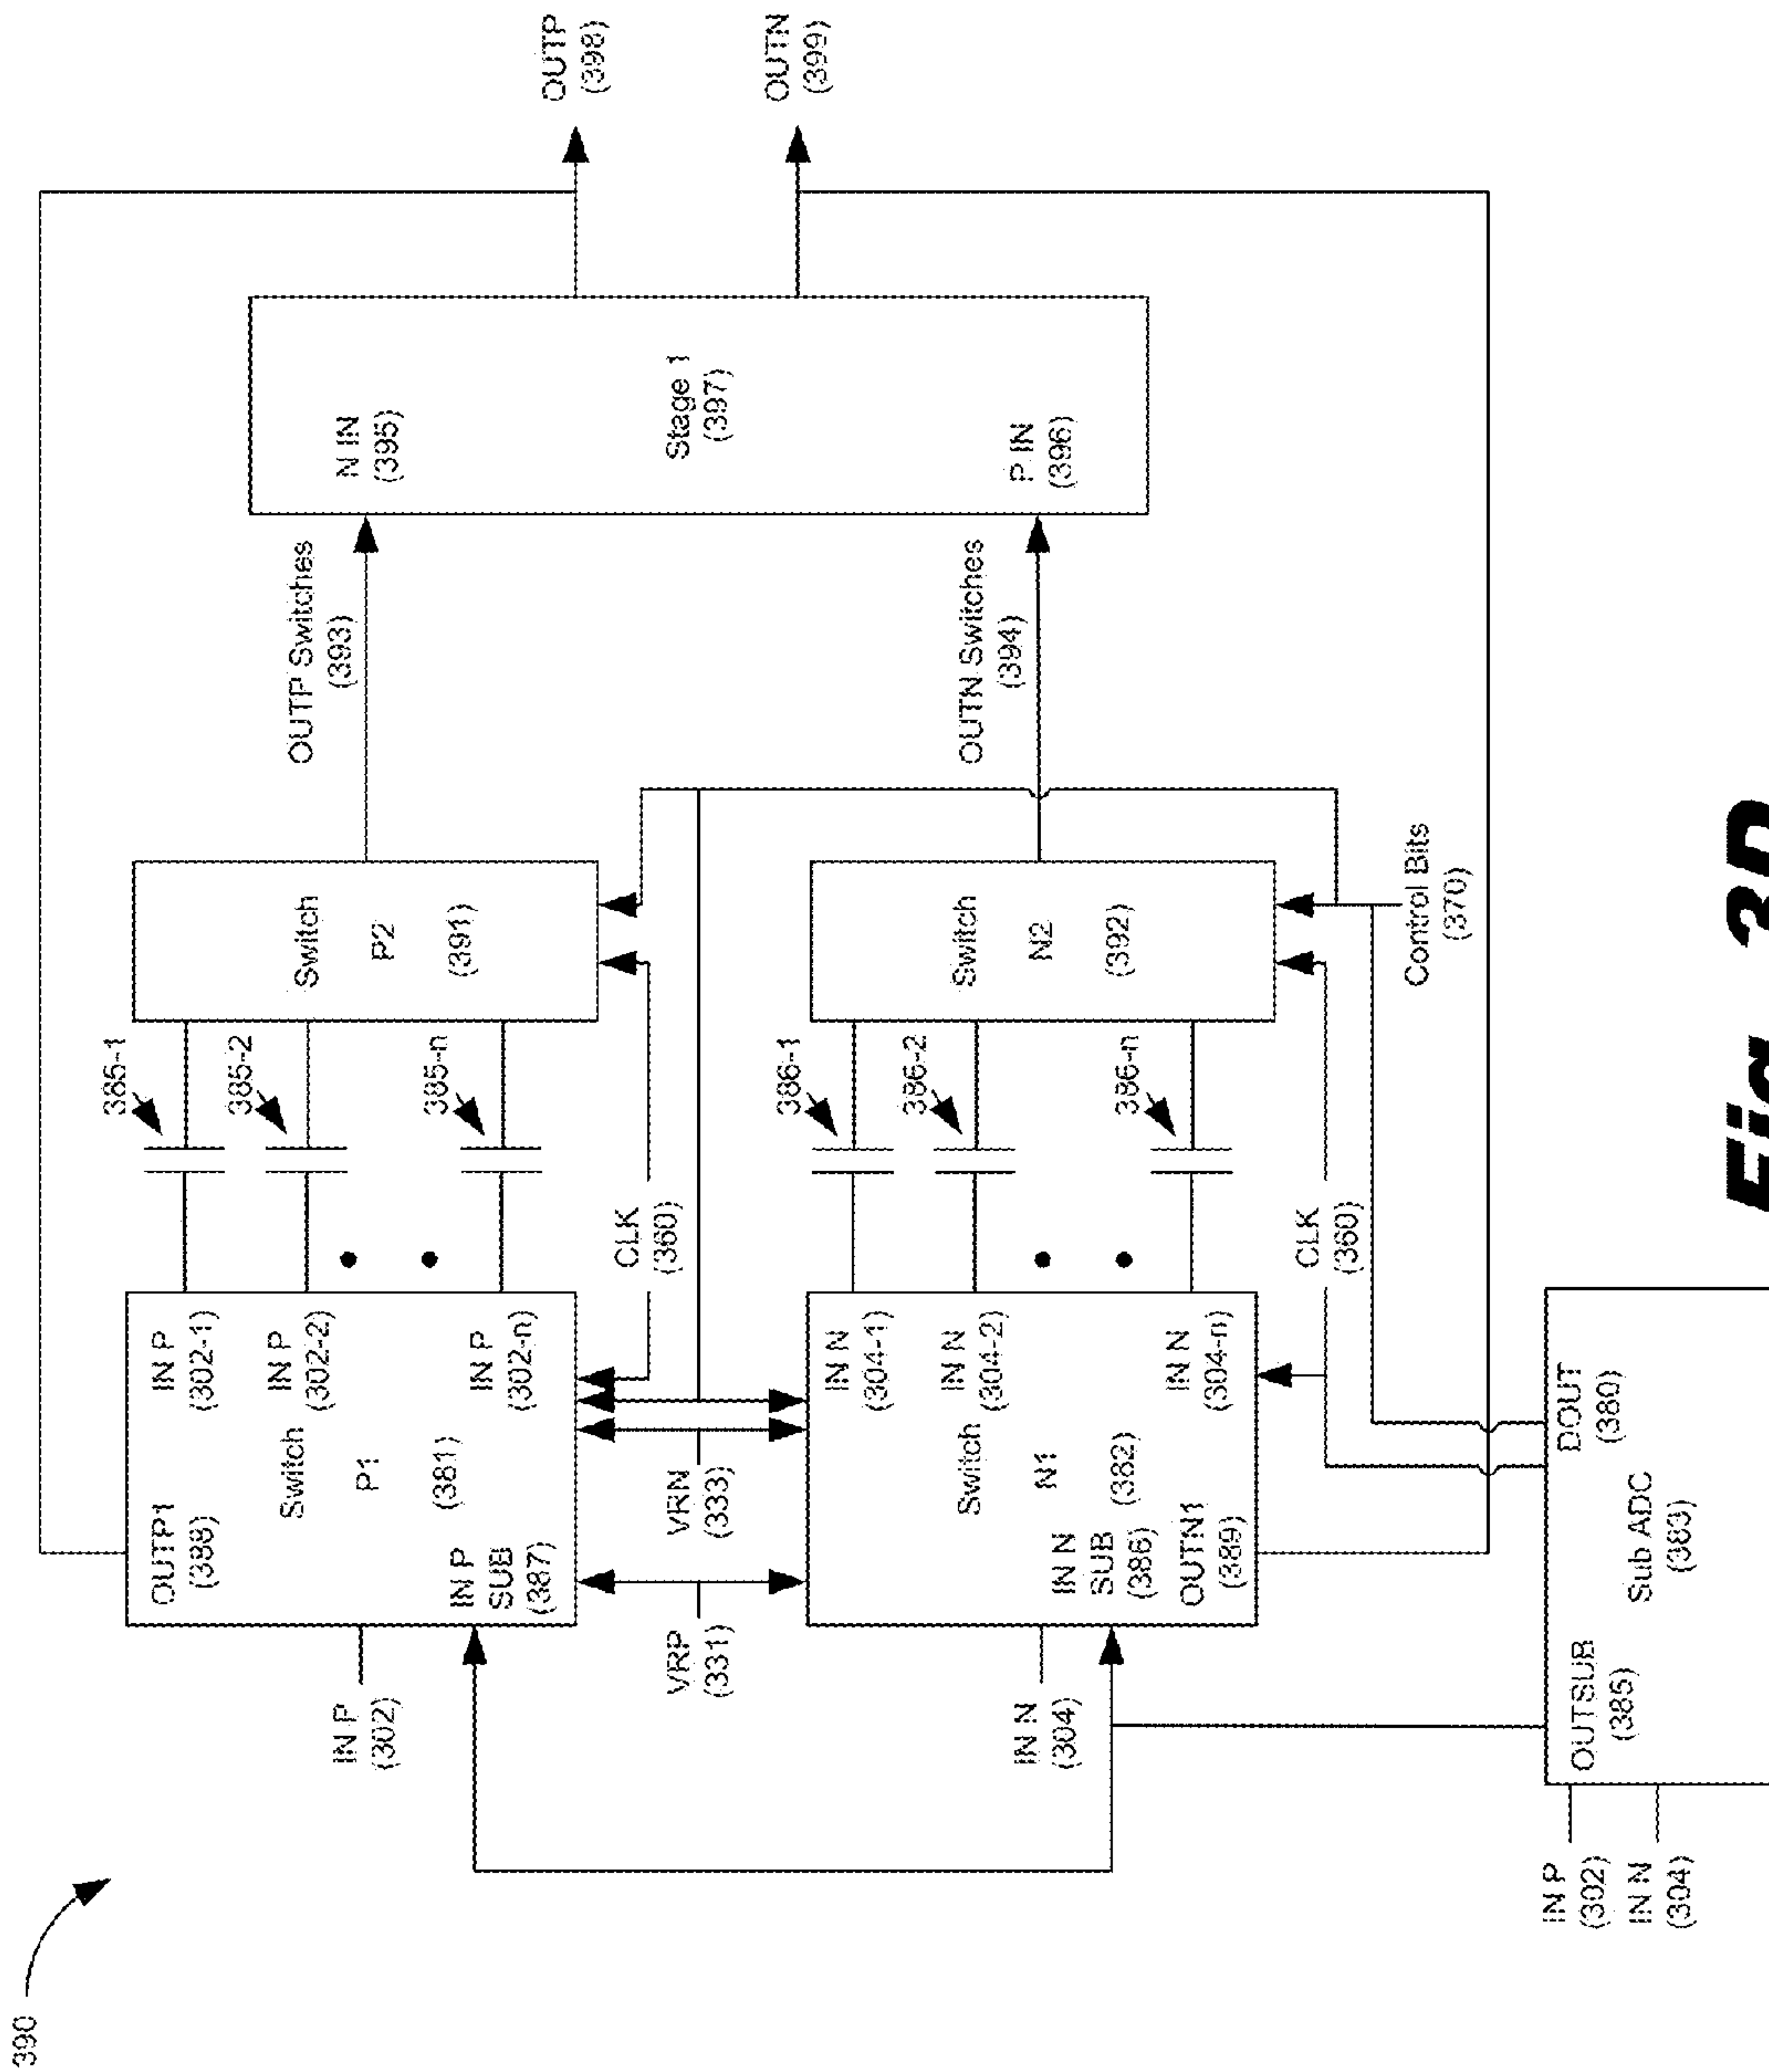 390
OUTP
(398)
OUTN
(399)
N IN
(395)
Stage 1
(397)
P IN
(396)
OUTP Switches
(393)
OUTN Switches
(394)
Switch
P2
(391)
Switch
N2
(392)
Control Bits
(370)
385-1
385-2
385-n
386-1
386-2
386-n
CLK
(360)
CLK
(360)
OUTP1
(388)
IN P
(302-1)
IN P
(302-2)
IN P
(302-n)
Switch
P1
(381)
IN P
SUB
(387)
VRN
(333)
VRP
(331)
IN N
(304-1)
IN N
(304-2)
IN N
(304-n)
Switch
N1
(382)
IN N
SUB
(386)
OUTN1
(389)
IN P
(302)
IN N
(304)
DOUT
(380)
Sub ADC
(383)
OUTSUB
(385)
IN P
(302)
IN N
(304)
Fig. 3D